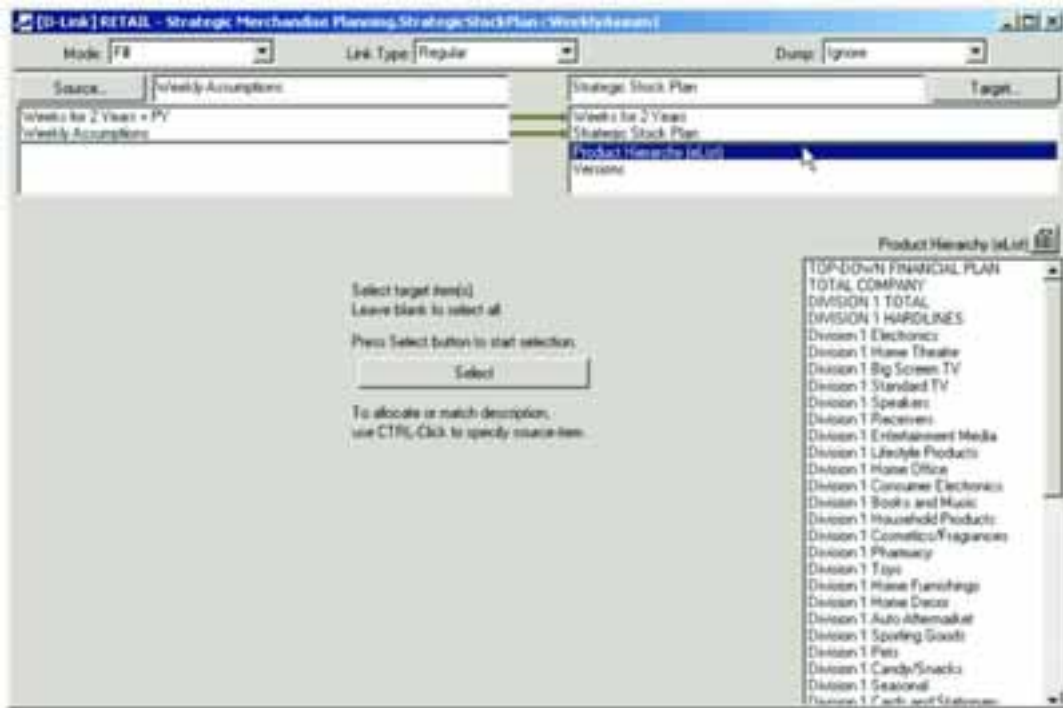 [D-Link] RETAIL - Strategic Merchandise Planning.StrategicStockPlan
Mode: Fill
Link Type: Regular
Dump: Ignore
Source...
Weekly Assumptions
Strategic Stock Plan
Target...
Weeks for 2 Years + PY
Weekly Assumptions
Weeks for 2 Years
Strategic Stock Plan
Product Hierarchy (eList)
Versions
Product Hierarchy (eList)
Select target item(s)
Leave blank to select all
Press Select button to start selection.
Select
To allocate or match description,
use CTRL-Click to specify source-item
TOP-DOWN FINANCIAL PLAN
TOTAL COMPANY
DIVISION 1 TOTAL
DIVISION 1 HARDLINES
Division 1 Electronics
Division 1 Home Theatre
Division 1 Big Screen TV
Division 1 Standard TV
Division 1 Speakers
Division 1 Receivers
Division 1 Entertainment Media
Division 1 Lifestyle Products
Division 1 Home Office
Division 1 Consumer Electronics
Division 1 Books and Music
Division 1 Household Products
Division 1 Cosmetics/Fragrances
Division 1 Pharmacy
Division 1 Toys
Division 1 Home Furnishings
Division 1 Home Decor
Division 1 Auto Aftermarket
Division 1 Sporting Goods
Division 1 Pets
Division 1 Candy/Snacks
Division 1 Seasonal
Division 1 Cards and Stationery